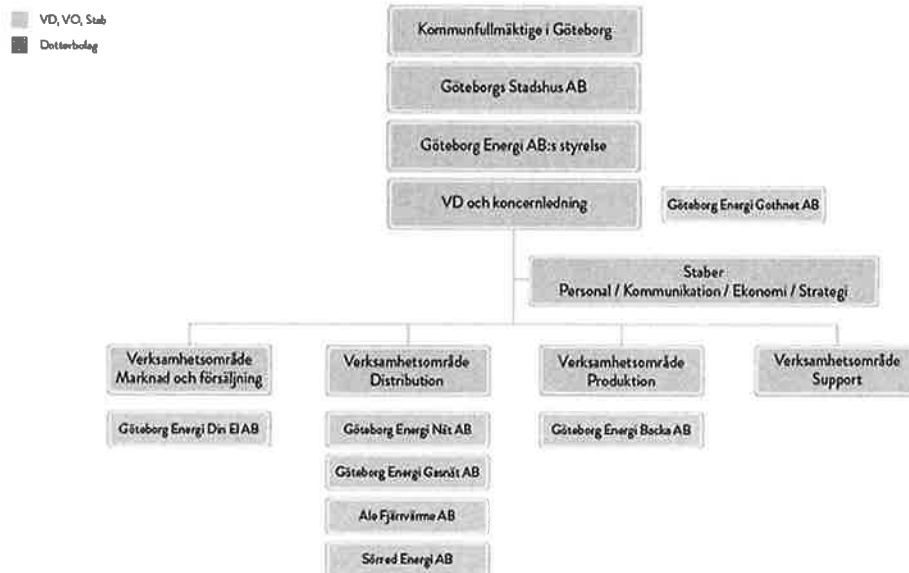 VD, VO, Stab
Dotterbolag
Kommunfullmäktige i Göteborg
Göteborgs Stadshus AB
Göteborg Energi AB:s styrelse
VD och koncernledning
Göteborg Energi Gothnet AB
Staber
Personal / Kommunikation / Ekonomi / Strategi
Verksamhetsområde
Marknad och försäljning
Verksamhetsområde
Distribution
Verksamhetsområde
Produktion
Verksamhetsområde
Support
Göteborg Energi Din El AB
Göteborg Energi Nät AB
Göteborg Energi Backa AB
Göteborg Energi Gasnät AB
Ale Fjärrvärme AB
Sörred Energi AB